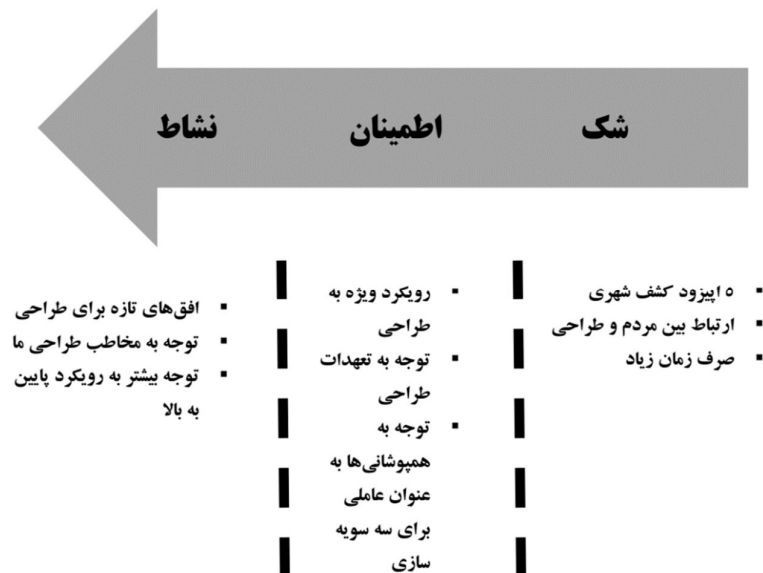 شک
اطمینان
نشاط
▪ ۵ اپیزود کشف شهری
▪ ارتباط بین مردم و طراحی
▪ صرف زمان زیاد
▪ رویکرد ویژه به
طراحی
▪ توجه به تعهدات
طراحی
▪ توجه به
همپوشانی‌ها به
عنوان عاملی
برای سه سویه
سازی
▪ افق‌های تازه برای طراحی
▪ توجه به مخاطب طراحی ما
▪ توجه بیشتر به رویکرد پایین
به بالا